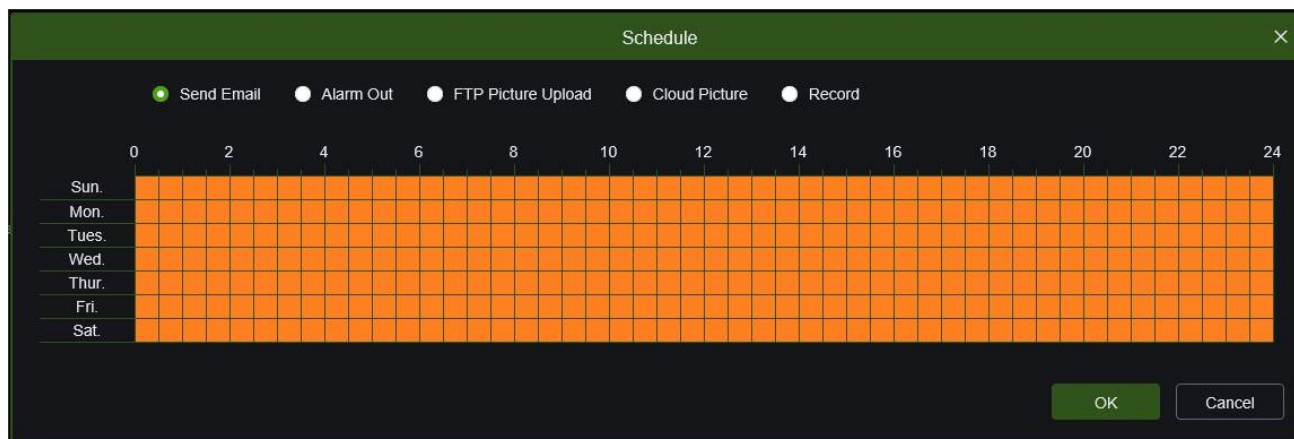 Schedule
Send Email Alarm Out FTP Picture Upload Cloud Picture Record
0 2 4 6 8 10 12 14 16 18 20 22 24
Sun.
Mon.
Tues.
Wed.
Thur.
Fri.
Sat.
OK Cancel